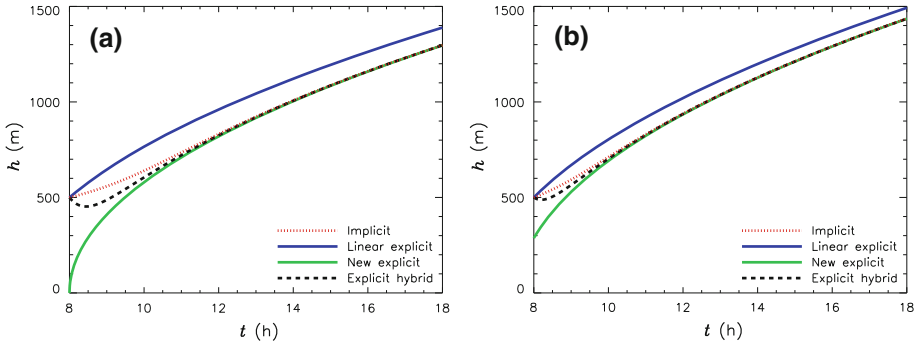 (a)
1500
1000
500
0
h (m)
8 10 12 14 16 18
t (h)
Implicit
Linear explicit
New explicit
Explicit hybrid
(b)
1500
1000
500
0
h (m)
8 10 12 14 16 18
t (h)
Implicit
Linear explicit
New explicit
Explicit hybrid